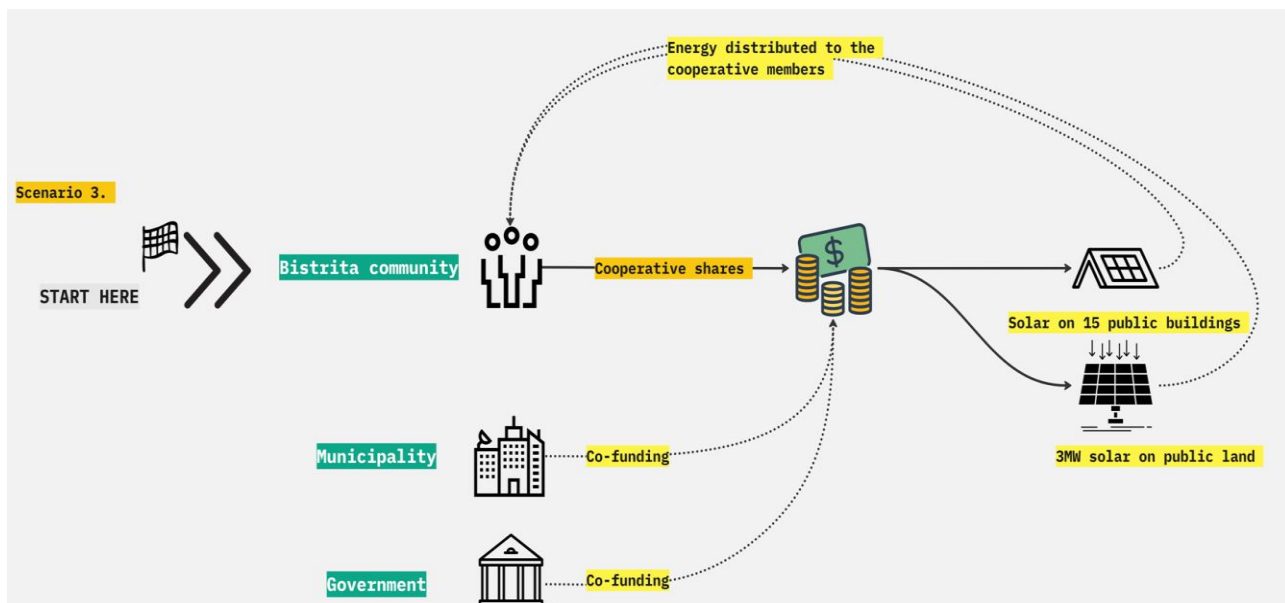 Energy distributed to the
cooperative members
Scenario 3.
START HERE
Bistrita community
Cooperative shares
$
Solar on 15 public buildings
Municipality
Co-funding
3MW solar on public land
Government
Co-funding